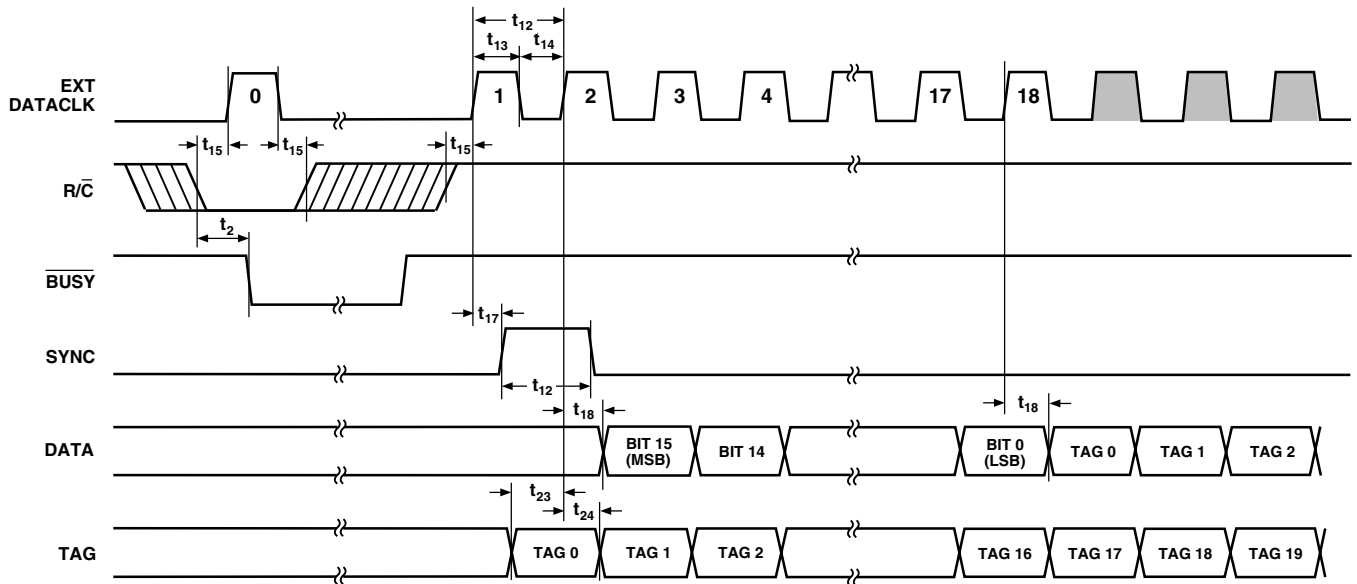 t12
t13 t14
EXT
DATACLK
0 1 2 3 4 17 18
t15 t15 t15
R/C̅
t2
B̅U̅S̅Y̅
t17
SYNC
t12
t18 t18
DATA
BIT 15
(MSB)
BIT 14
BIT 0
(LSB)
TAG 0 TAG 1 TAG 2
t23
t24
TAG
TAG 0 TAG 1 TAG 2 TAG 16 TAG 17 TAG 18 TAG 19